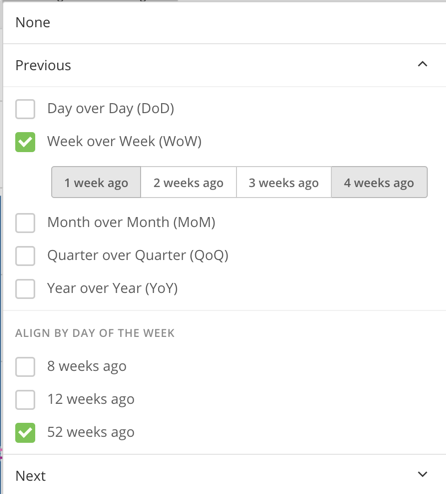 None
Previous
Day over Day (DoD)
Week over Week (WoW)
1 week ago 2 weeks ago 3 weeks ago 4 weeks ago
Month over Month (MoM)
Quarter over Quarter (QoQ)
Year over Year (YoY)
ALIGN BY DAY OF THE WEEK
8 weeks ago
12 weeks ago
52 weeks ago
Next